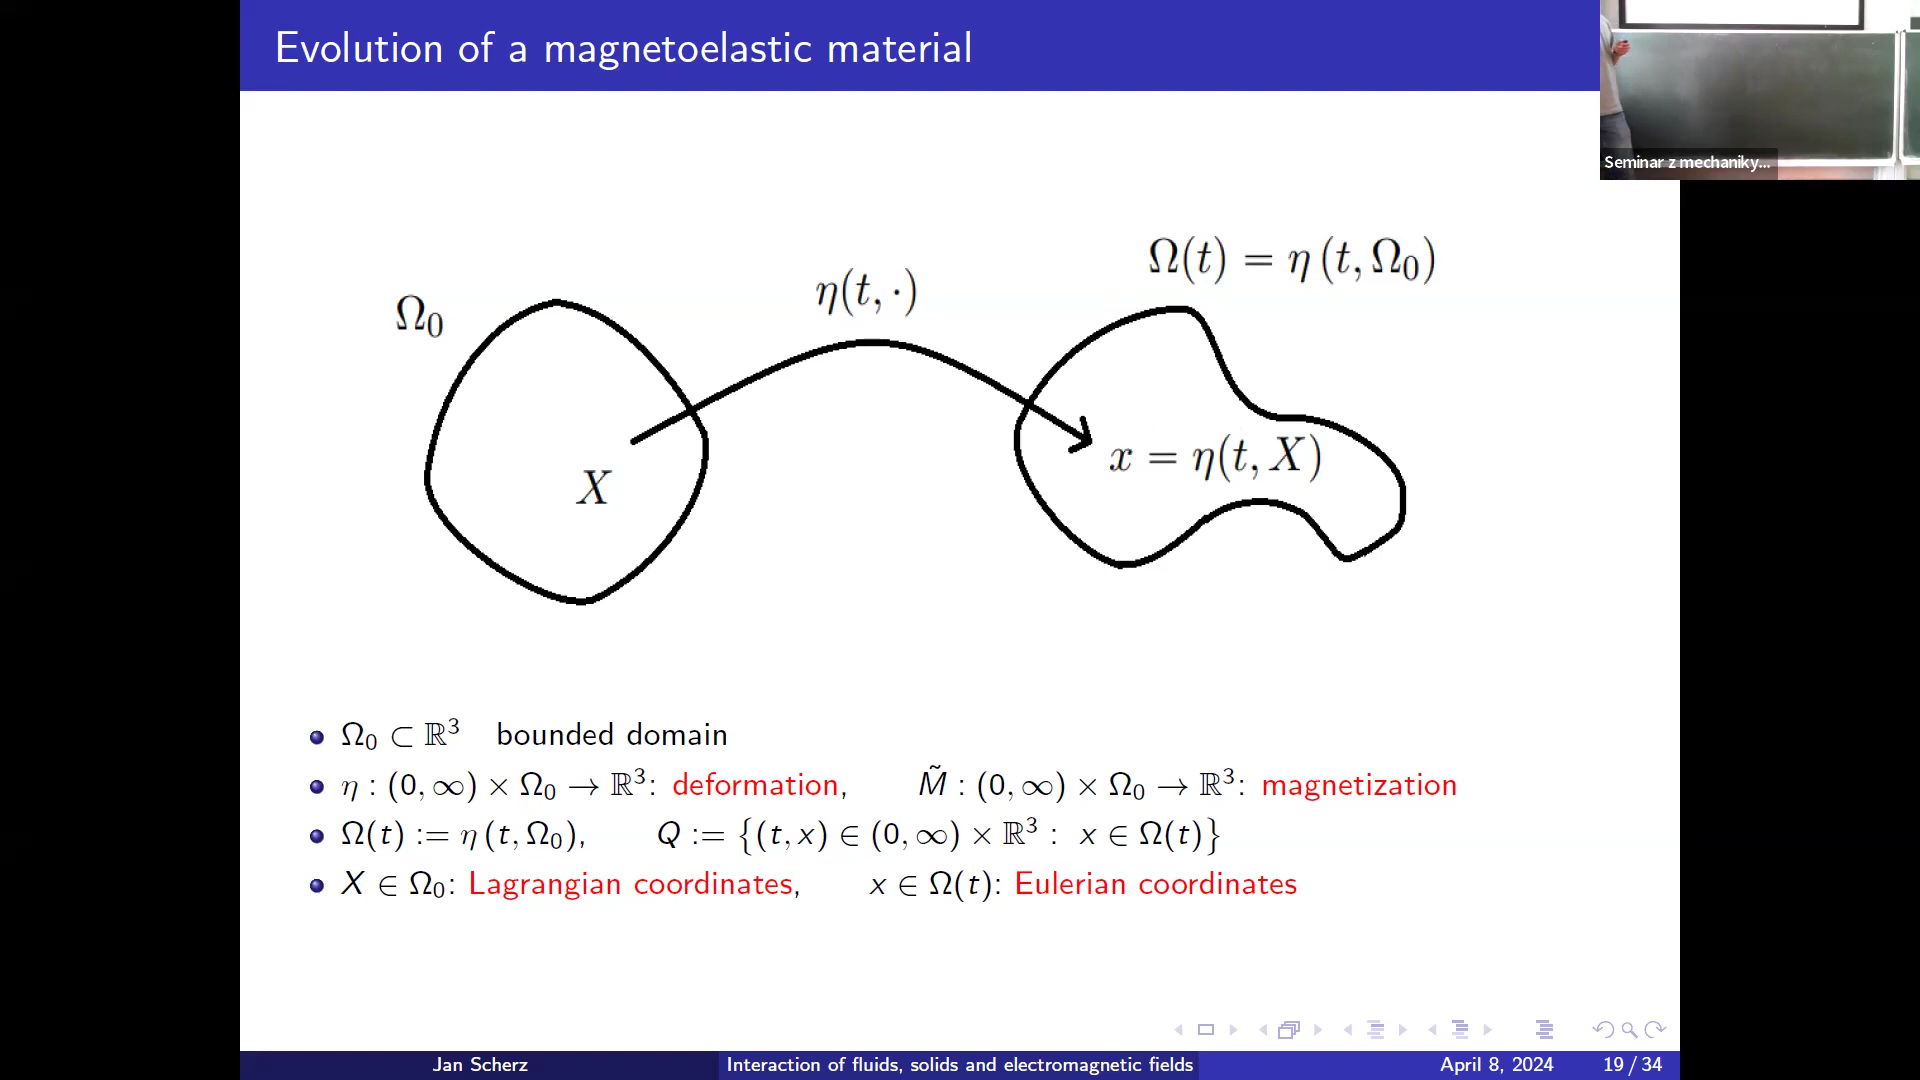 Evolution of a magnetoelastic material
Seminar z mechaniky...
Ω(t) = η (t, Ω₀)
η(t, ·)
Ω₀
x = η(t, X)
X
Ω₀ ⊂ ℝ³ bounded domain
η : (0, ∞) × Ω₀ → ℝ³: deformation, M̃ : (0, ∞) × Ω₀ → ℝ³: magnetization
Ω(t) := η (t, Ω₀), Q := {(t, x) ∈ (0, ∞) × ℝ³ : x ∈ Ω(t)}
X ∈ Ω₀: Lagrangian coordinates, x ∈ Ω(t): Eulerian coordinates
Jan Scherz Interaction of fluids, solids and electromagnetic fields April 8, 2024 19 / 34